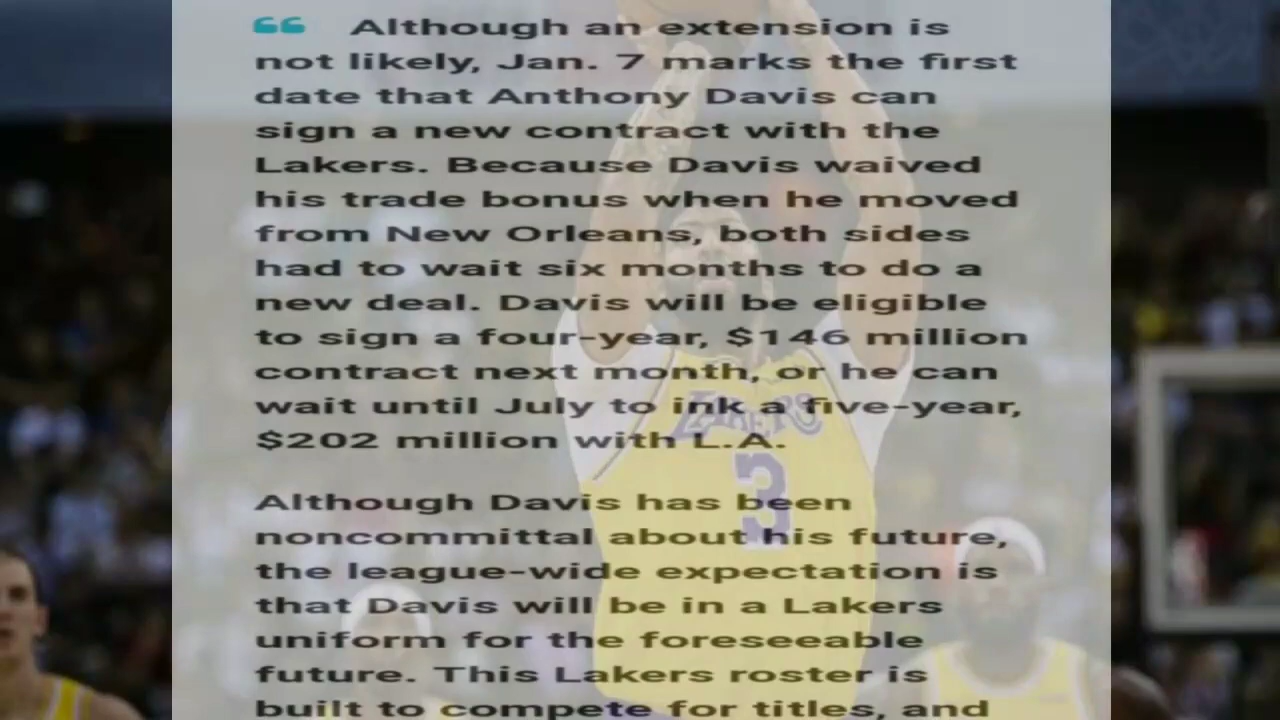 “ Although an extension is
not likely, Jan. 7 marks the first
date that Anthony Davis can
sign a new contract with the
Lakers. Because Davis waived
his trade bonus when he moved
from New Orleans, both sides
had to wait six months to do a
new deal. Davis will be eligible
to sign a four-year, $146 million
contract next month, or he can
wait until July to ink a five-year,
$202 million with L.A.
Although Davis has been
noncommittal about his future,
the league-wide expectation is
that Davis will be in a Lakers
uniform for the foreseeable
future. This Lakers roster is
built to compete for titles, and
LAKERS
3